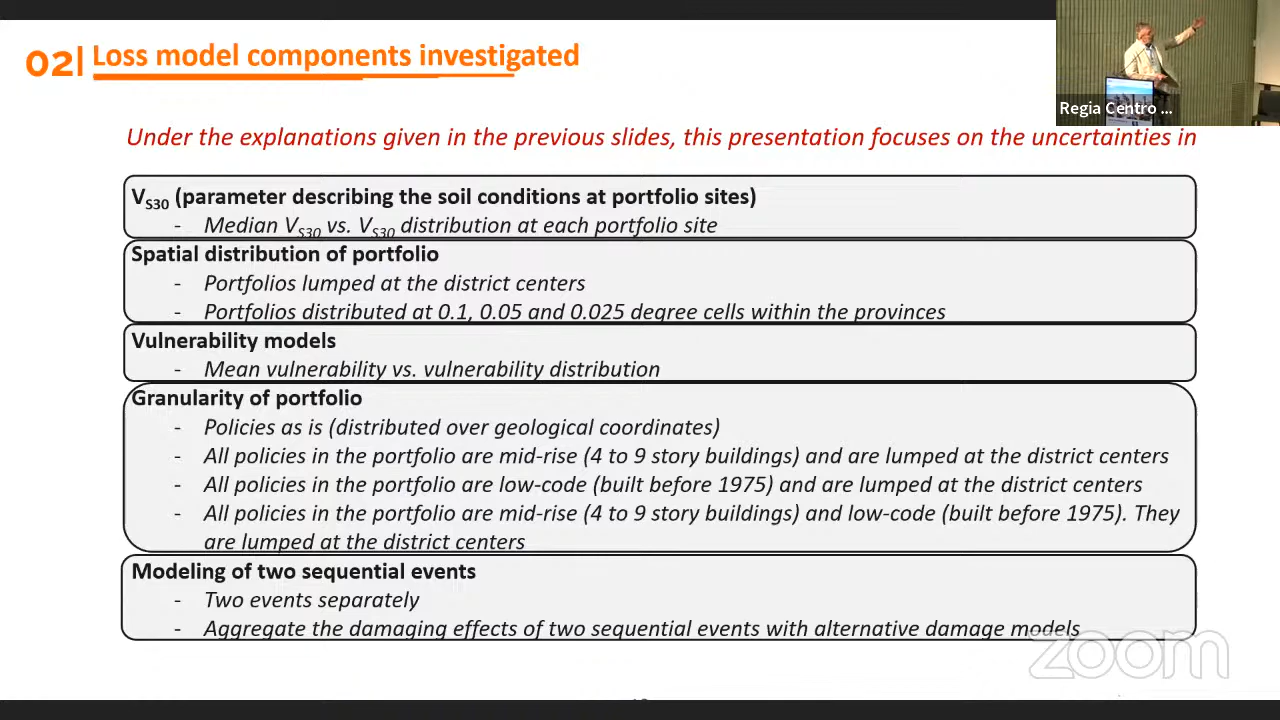 02| Loss model components investigated
Regia Centro ...
Under the explanations given in the previous slides, this presentation focuses on the uncertainties in
VS30 (parameter describing the soil conditions at portfolio sites)
- Median VS30 vs. VS30 distribution at each portfolio site
Spatial distribution of portfolio
- Portfolios lumped at the district centers
- Portfolios distributed at 0.1, 0.05 and 0.025 degree cells within the provinces
Vulnerability models
- Mean vulnerability vs. vulnerability distribution
Granularity of portfolio
- Policies as is (distributed over geological coordinates)
- All policies in the portfolio are mid-rise (4 to 9 story buildings) and are lumped at the district centers
- All policies in the portfolio are low-code (built before 1975) and are lumped at the district centers
- All policies in the portfolio are mid-rise (4 to 9 story buildings) and low-code (built before 1975). They
are lumped at the district centers
Modeling of two sequential events
- Two events separately
- Aggregate the damaging effects of two sequential events with alternative damage models
zoom